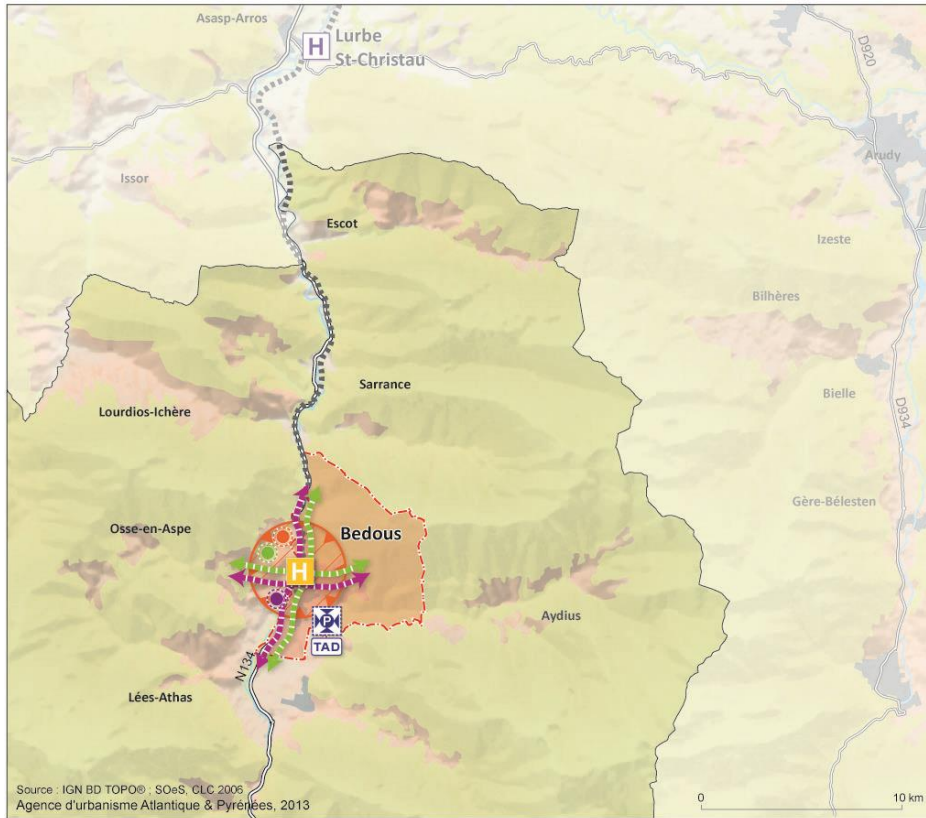 Asasp-Arros
H
Lurbe
St-Christau
D920
Arudy
Issor
Escot
Izeste
Bilhères
Sarrance
Bielle
D934
Lourdios-Ichère
Gère-Bélesten
Osse-en-Aspe
Bedous
H
Aydius
P
TAD
N134
Lées-Athas
Source : IGN BD TOPO® ; SOeS, CLC 2006
Agence d'urbanisme Atlantique & Pyrénées, 2013
0 10 km